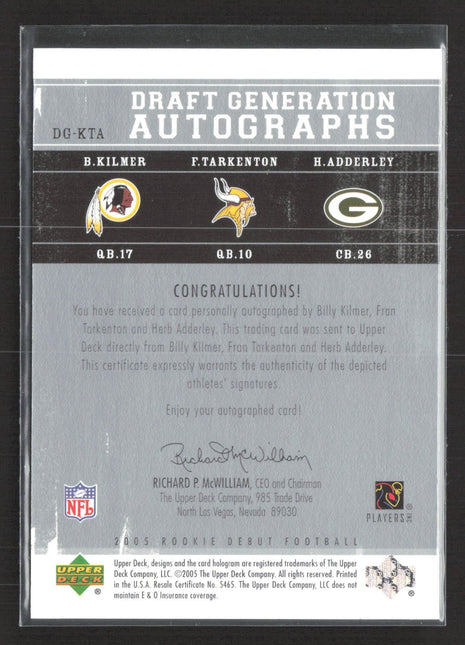 DRAFT GENERATION
DG-KTA AUTOGRAPHS
B.KILMER F.TARKENTON H.ADDERLEY
G
QB.17 QB.10 CB.26
CONGRATULATIONS!
You have received a card personally autographed by Billy Kilmer, Fran
Tarkenton and Herb Adderley. This trading card was sent to Upper
Deck directly from Billy Kilmer, Fran Tarkenton and Herb Adderley.
This certificate expressly warrants the authenticity of the depicted
athletes' signatures.
Enjoy your autographed card!
Richard McWilliam
RICHARD P. McWILLIAM, CEO and Chairman
The Upper Deck Company, 985 Trade Drive
North Las Vegas, Nevada 89030
NFL
PLAYERS INC
2005 ROOKIE DEBUT FOOTBALL
UPPER DECK
Upper Deck, designs and the card hologram are registered trademarks of The Upper
Deck Company, LLC. ©2005 The Upper Deck Company. All rights reserved. Printed
in the U.S.A. Resale Certificate No. 5465. The Upper Deck Company, LLC does not
maintain E & O Insurance coverage.